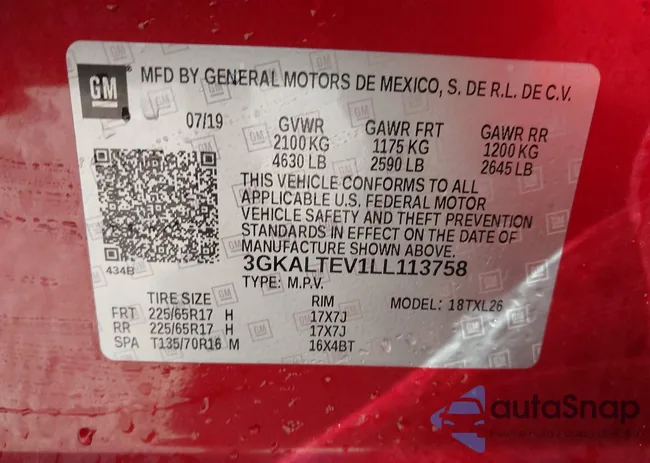 GM MFD BY GENERAL MOTORS DE MEXICO, S. DE R.L. DE C.V.
07/19 GVWR GAWR FRT GAWR RR
2100 KG 1175 KG 1200 KG
4630 LB 2590 LB 2645 LB
THIS VEHICLE CONFORMS TO ALL
APPLICABLE U.S. FEDERAL MOTOR
VEHICLE SAFETY AND THEFT PREVENTION
STANDARDS IN EFFECT ON THE DATE OF
MANUFACTURE SHOWN ABOVE.
434B 3GKALTEV1LL113758
TYPE: M.P.V.
TIRE SIZE RIM MODEL: 18TXL26
FRT 225/65R17 H 17X7J
RR 225/65R17 H 17X7J
SPA T135/70R16 M 16X4BT
autoSnap